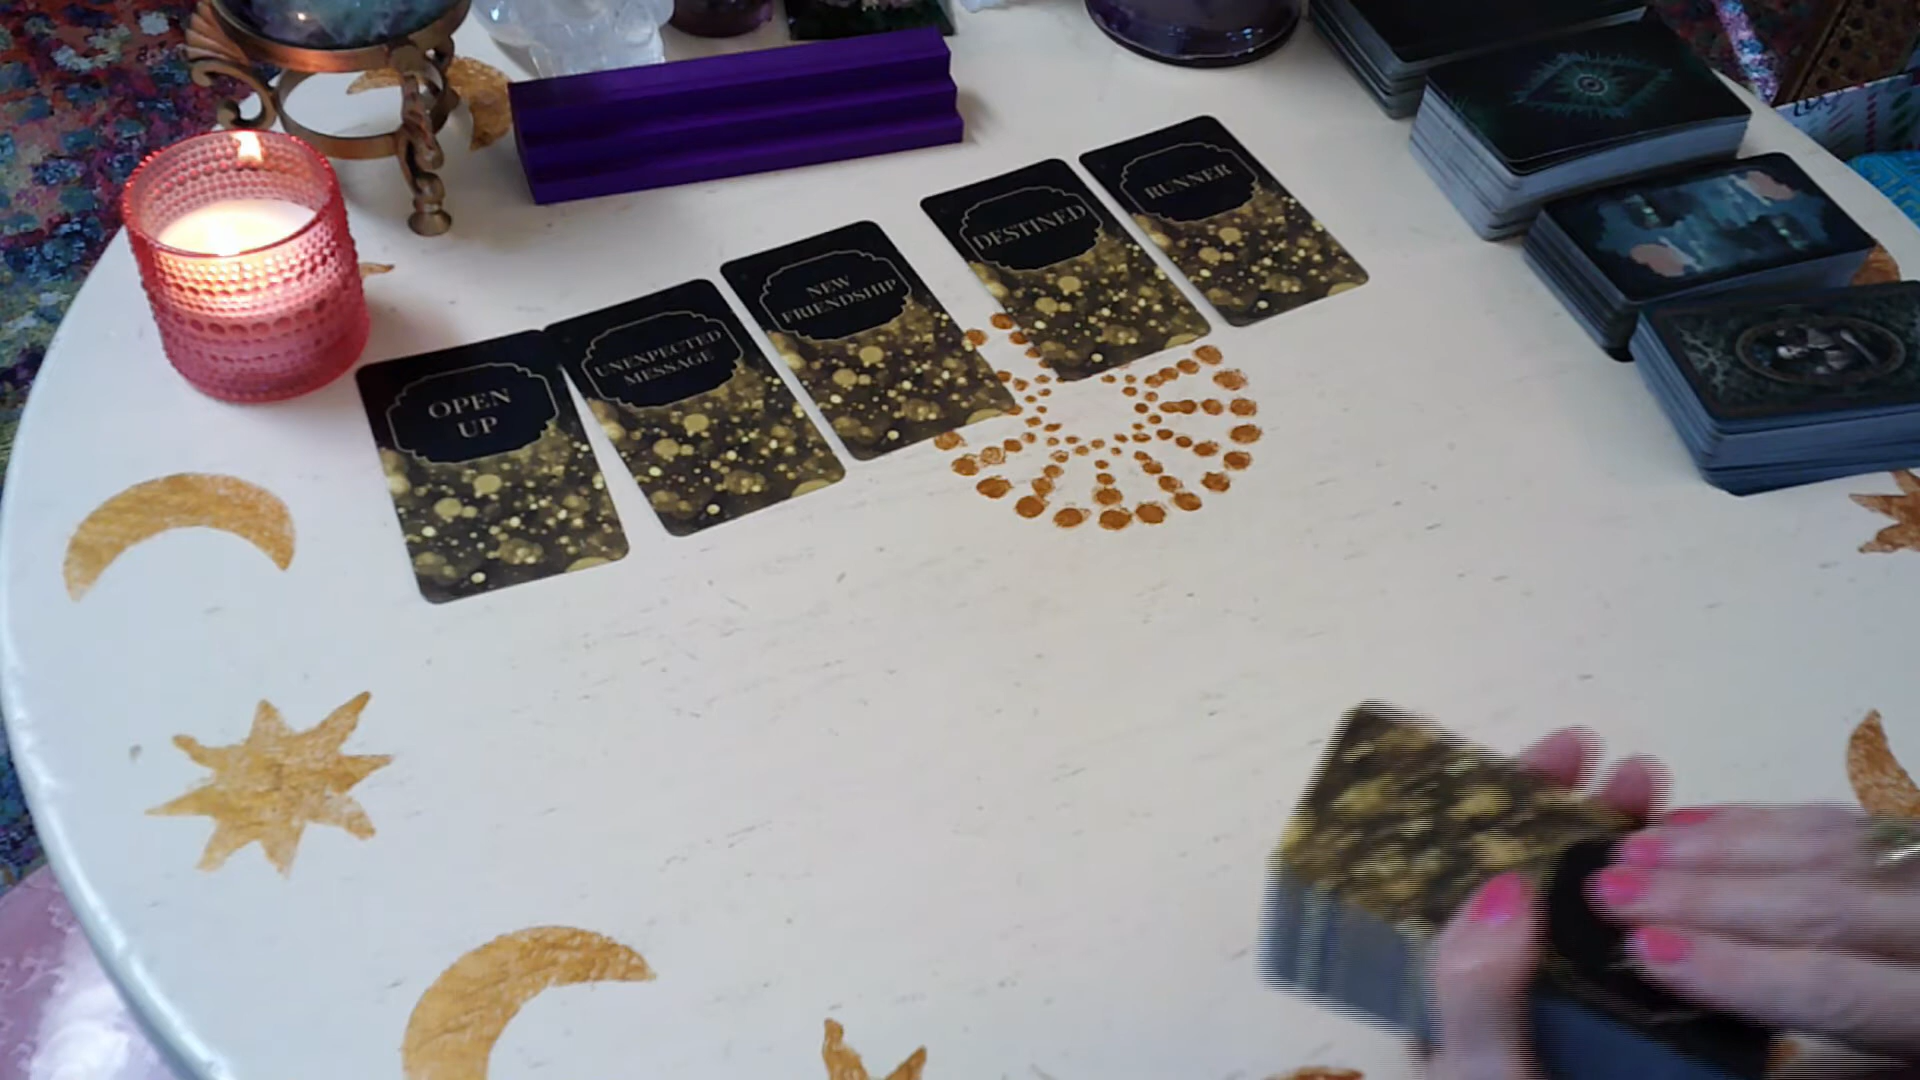 OPEN
UP
UNEXPECTED
MESSAGE
NEW
FRIENDSHIP
DESTINED
RUNNER